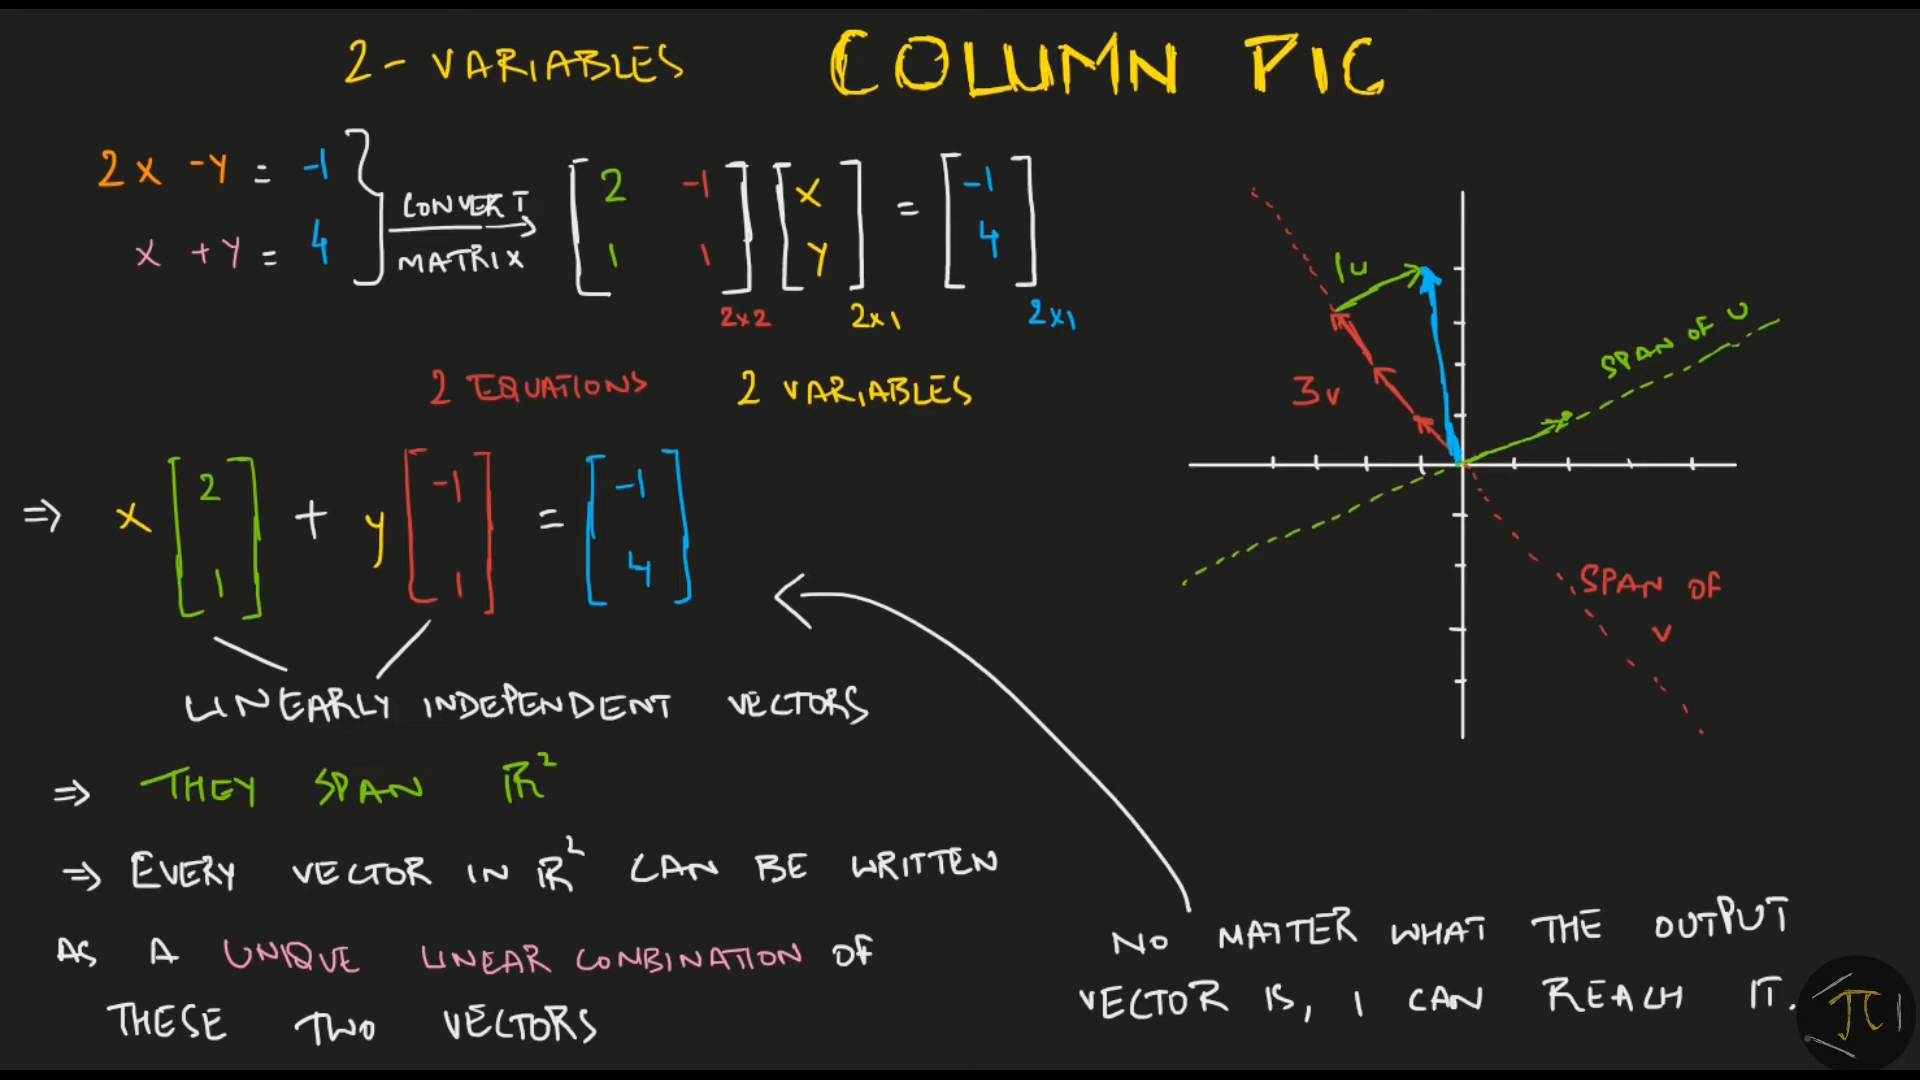 2 - VARIABLES COLUMN PIC
2x - y = -1
x + y = 4
CONVERT
MATRIX
[2 -1] [x] = [-1]
[1 1] [y] [4]
2x2 2x1 2x1
2 EQUATIONS 2 VARIABLES
⇒ x [2] + y [-1] = [-1]
[1] [1] [4]
LINEARLY INDEPENDENT VECTORS
⇒ THEY SPAN ℝ²
⇒ EVERY VECTOR IN ℝ² CAN BE WRITTEN
AS A UNIQUE LINEAR COMBINATION OF
THESE TWO VECTORS
1u
SPAN OF U
3v
SPAN OF
V
NO MATTER WHAT THE OUTPUT
VECTOR IS, I CAN REACH IT.
π